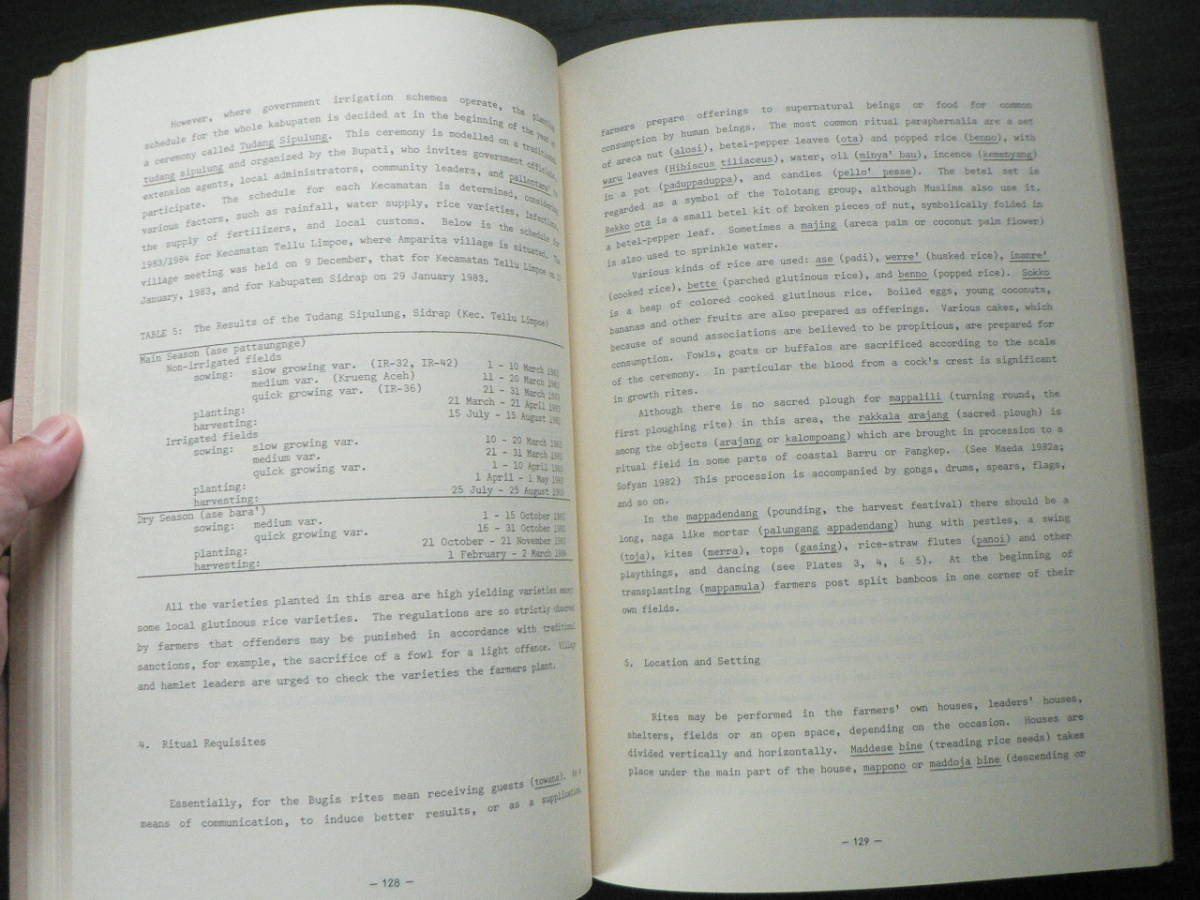 However, where government irrigation schemes operate, the planting
schedule for the whole kabupaten is decided at in the beginning of the year at
a ceremony called Tudang Sipulung. This ceremony is modelled on a traditional
tudang sipulung and organized by the Bupati, who invites government officials,
extension agents, local administrators, community leaders, and pallontara' to
participate. The schedule for each Kecamatan is determined, considering
various factors, such as rainfall, water supply, rice varieties, infection,
the supply of fertilizers, and local customs. Below is the schedule for
1983/1984 for Kecamatan Tellu Limpoe, where Amparita village is situated. The
village meeting was held on 9 December, that for Kecamatan Tellu Limpoe on
January, 1983, and for Kabupaten Sidrap on 29 January 1983.
TABLE 5: The Results of the Tudang Sipulung, Sidrap (Kec. Tellu Limpoe)
Main Season (ase pattaungnge)
Non-irrigated fields
sowing: slow growing var. (IR-32, IR-42) 1 - 10 March 1983
medium var. (Krueng Aceh) 11 - 20 March 1983
quick growing var. (IR-36) 21 - 31 March 1983
planting: 21 March - 21 April 1983
harvesting: 15 July - 15 August 1983
Irrigated fields
sowing: slow growing var. 10 - 20 March 1983
medium var. 21 - 31 March 1983
quick growing var. 1 - 10 April 1983
planting: 1 April - 1 May 1983
harvesting: 25 July - 25 August 1983
Dry Season (ase bara')
sowing: medium var. 1 - 15 October 1983
quick growing var. 16 - 31 October 1983
planting: 21 October - 21 November 1983
harvesting: 1 February - 2 March 1984
All the varieties planted in this area are high yielding varieties except
some local glutinous rice varieties. The regulations are so strictly observed
by farmers that offenders may be punished in accordance with traditional
sanctions, for example, the sacrifice of a fowl for a light offence. Village
and hamlet leaders are urged to check the varieties the farmers plant.
4. Ritual Requisites
Essentially, for the Bugis rites mean receiving guests (towana). As a
means of communication, to induce better results, or as a supplication
- 128 -
farmers prepare offerings to supernatural beings or food for common
consumption by human beings. The most common ritual paraphernalia are a set
of areca nut (alosi), betel-pepper leaves (ota) and popped rice (benno), with
waru leaves (Hibiscus tiliaceus), water, oil (minya' bau), incence (kemenyang)
in a pot (paduppaduppa), and candles (pello' pesse). The betel set is
regarded as a symbol of the Tolotang group, although Muslims also use it.
Rekko ota is a small betel kit of broken pieces of nut, symbolically folded in
a betel-pepper leaf. Sometimes a majing (areca palm or coconut palm flower)
is also used to sprinkle water.
Various kinds of rice are used: ase (padi), werre' (husked rice), inanre'
(cooked rice), bette (parched glutinous rice), and benno (popped rice). Sokko
is a heap of colored cooked glutinous rice. Boiled eggs, young coconuts,
bananas and other fruits are also prepared as offerings. Various cakes, which
because of sound associations are believed to be propitious, are prepared for
consumption. Fowls, goats or buffalos are sacrificed according to the scale
of the ceremony. In particular the blood from a cock's crest is significant
in growth rites.
Although there is no sacred plough for mappalili (turning round, the
first ploughing rite) in this area, the rakkala arajang (sacred plough) is
among the objects (arajang or kalompoang) which are brought in procession to a
ritual field in some parts of coastal Barru or Pangkep. (See Maeda 1982a;
Sofyan 1982) This procession is accompanied by gongs, drums, spears, flags,
and so on.
In the mappadendang (pounding, the harvest festival) there should be a
long, naga like mortar (palungang appadendang) hung with pestles, a swing
(toja), kites (merra), tops (gasing), rice-straw flutes (panoi) and other
playthings, and dancing (see Plates 3, 4, & 5). At the beginning of
transplanting (mappamula) farmers post split bamboos in one corner of their
own fields.
5. Location and Setting
Rites may be performed in the farmers' own houses, leaders' houses,
shelters, fields or an open space, depending on the occasion. Houses are
divided vertically and horizontally. Maddese bine (treading rice seeds) takes
place under the main part of the house, mappono or maddoja bine (descending or
- 129 -